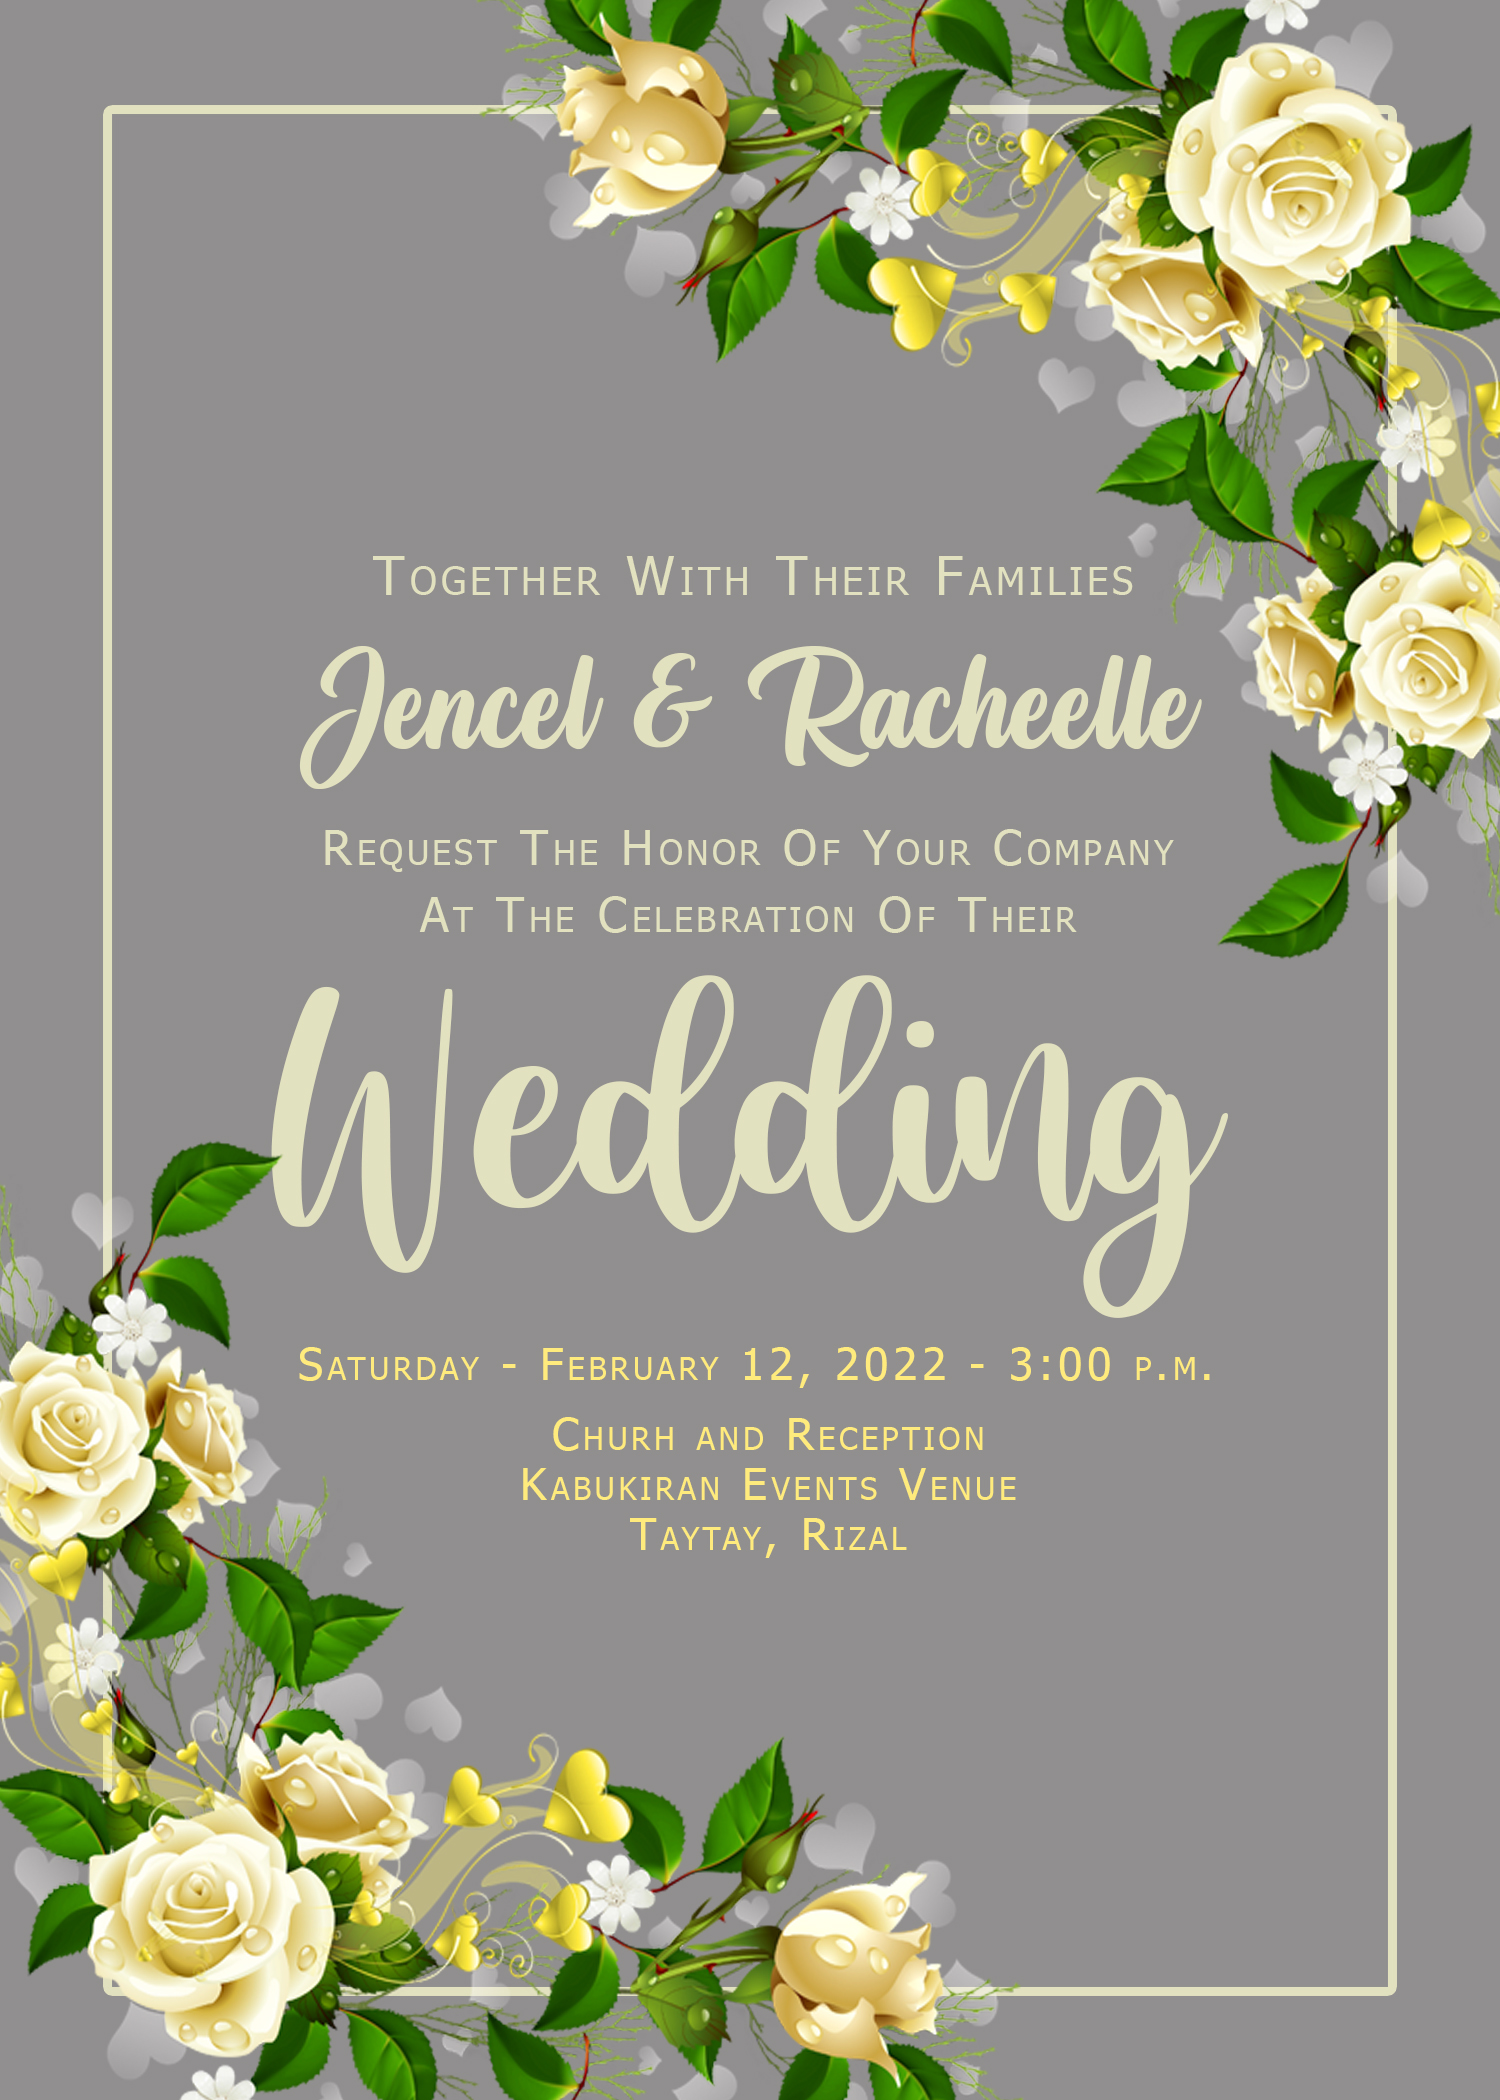 Together With Their Families
Jencel & Racheelle
Request The Honor Of Your Company
At The Celebration Of Their
Wedding
Saturday - February 12, 2022 - 3:00 p.m.
Churh and Reception
Kabukiran Events Venue
Taytay, Rizal